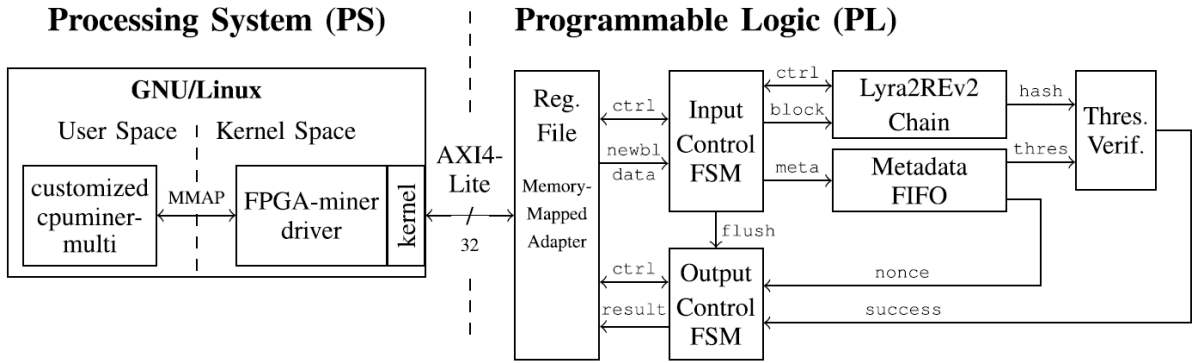 Processing System (PS)
Programmable Logic (PL)
GNU/Linux
User Space
Kernel Space
customized
cpuminer-
multi
MMAP
FPGA-miner
driver
kernel
AXI4-
Lite
32
Reg.
File
Memory-
Mapped
Adapter
ctrl
newbl
data
ctrl
result
Input
Control
FSM
flush
Output
Control
FSM
ctrl
block
meta
Lyra2REv2
Chain
Metadata
FIFO
hash
thres
Thres.
Verif.
nonce
success